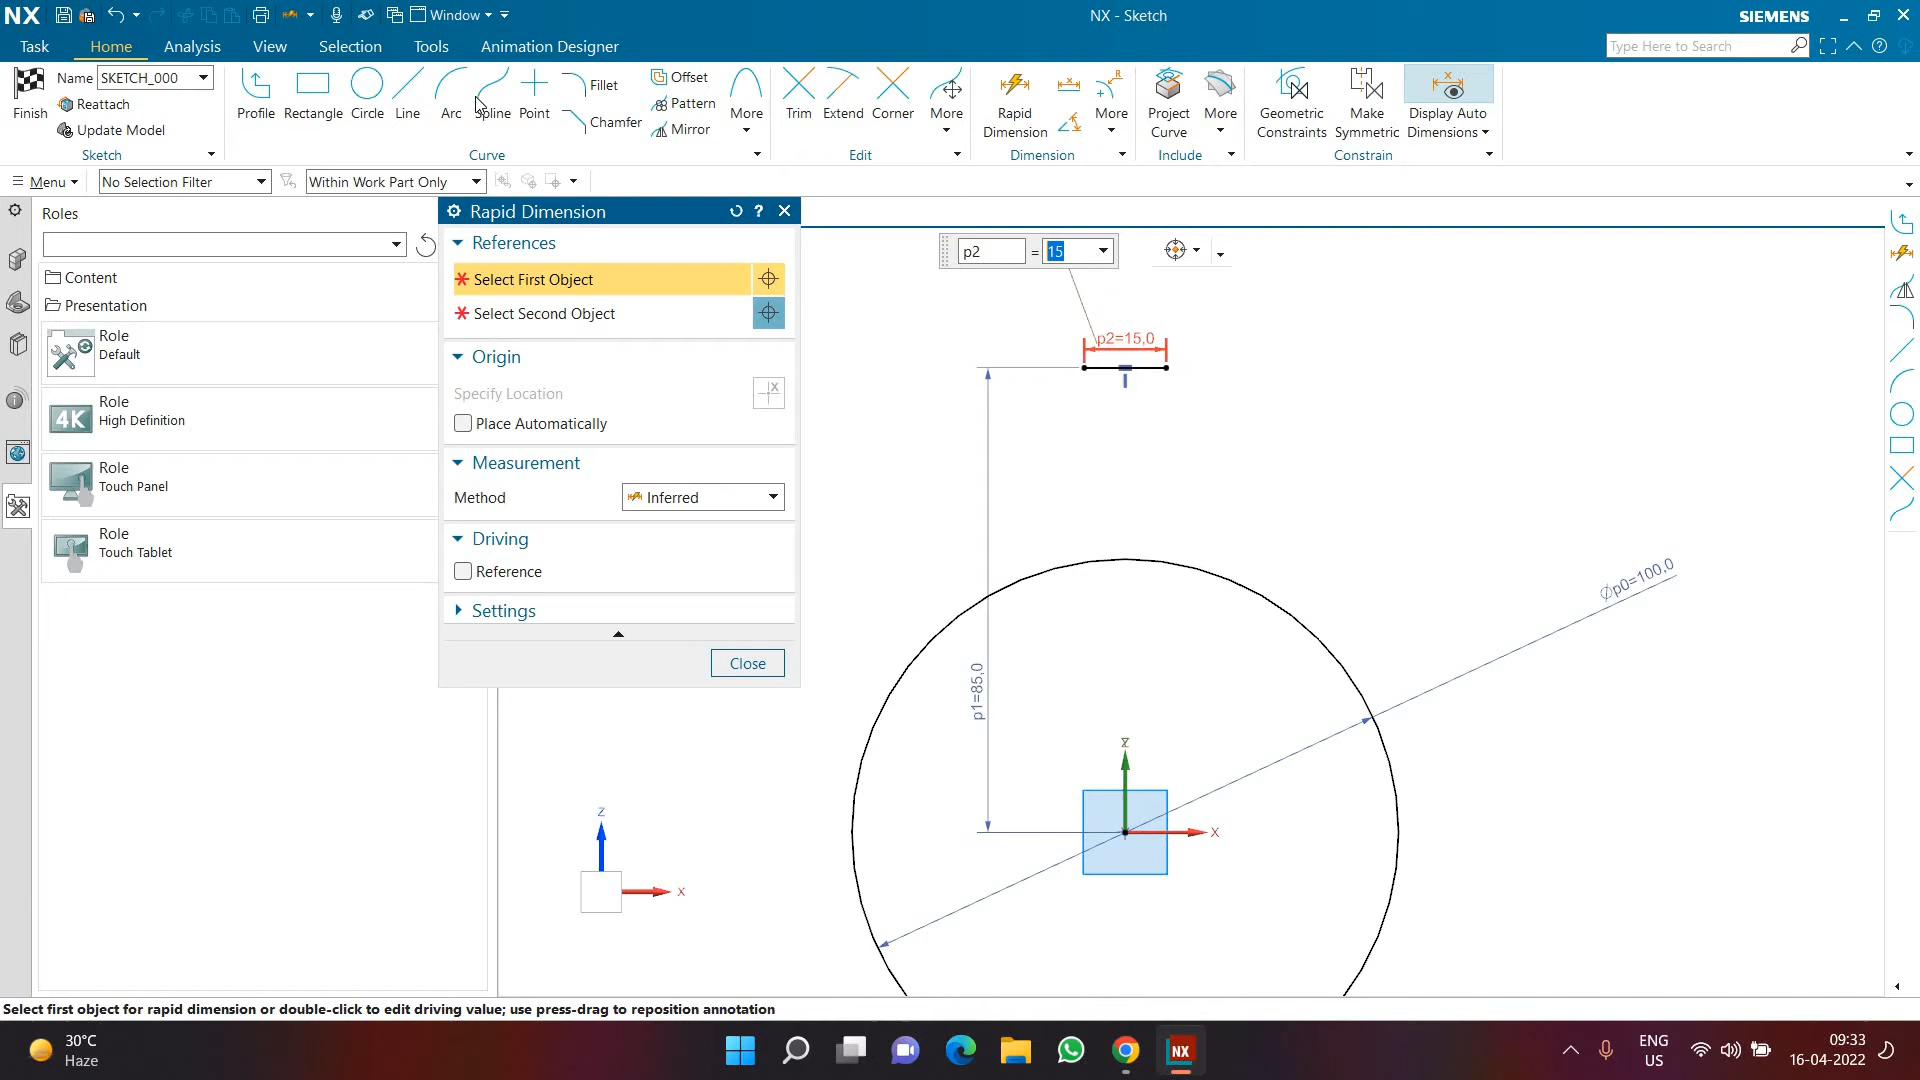 NX
Window
NX - Sketch
SIEMENS
Task
Home
Analysis
View
Selection
Tools
Animation Designer
Type Here to Search
Finish
Name SKETCH_000
Reattach
Update Model
Sketch
Profile
Rectangle
Circle
Line
Arc
Spline
Point
Fillet
Chamfer
Offset
Pattern
Mirror
More
Curve
Trim
Extend
Corner
More
Edit
Rapid
Dimension
More
Dimension
Project
Curve
More
Include
Geometric
Constraints
Make
Symmetric
Display Auto
Dimensions
Constrain
Menu
No Selection Filter
Within Work Part Only
Roles
Content
Presentation
Role
Default
4K
Role
High Definition
Role
Touch Panel
Role
Touch Tablet
Rapid Dimension
?
References
* Select First Object
* Select Second Object
Origin
Specify Location
Place Automatically
Measurement
Method
Inferred
Driving
Reference
Settings
Close
p2 = 15
p2=15,0
p1=85,0
∅p0=100,0
X
Z
X
Select first object for rapid dimension or double-click to edit driving value; use press-drag to reposition annotation
30°C
Haze
NX
ENG
US
09:33
16-04-2022